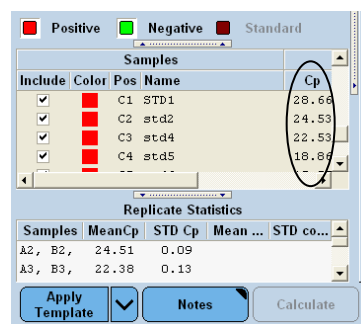 Positive Negative Standard
Samples
Include Color Pos Name Cp
C1 STD1 28.66
C2 std2 24.53
C3 std4 22.53
C4 std5 18.86
Replicate Statistics
Samples MeanCp STD Cp Mean ... STD co...
A2, B2, 24.51 0.09
A3, B3, 22.38 0.13
Apply Template Notes Calculate